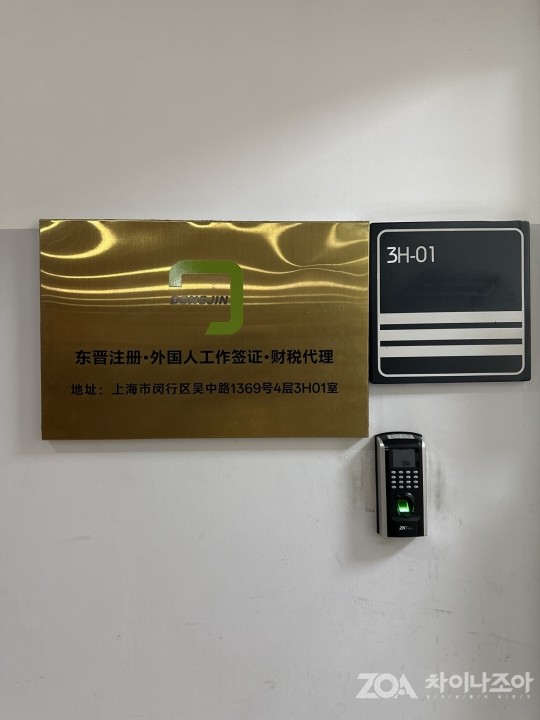 DONGJIN
东晋注册·外国人工作签证·财税代理
地址：上海市闵行区吴中路1369号4层3H01室
3H-01
ZKTeco
ZOA 차이나조아